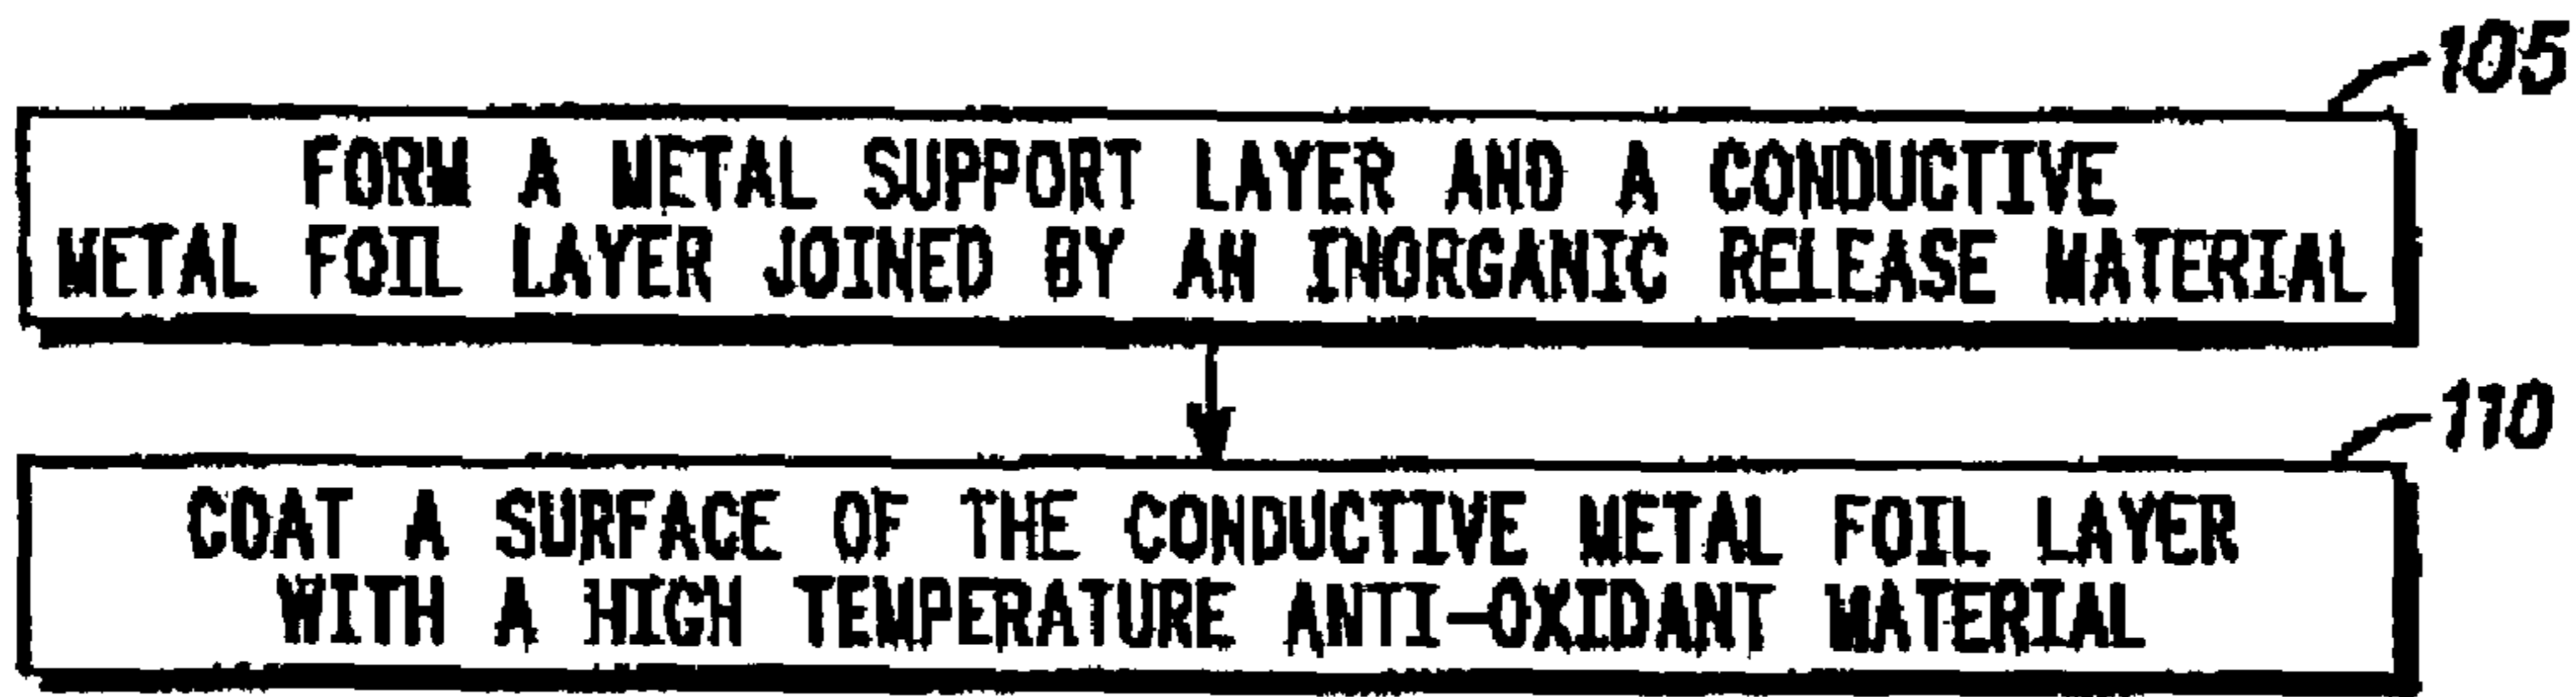 105
FORM A METAL SUPPORT LAYER AND A CONDUCTIVE
METAL FOIL LAYER JOINED BY AN INORGANIC RELEASE MATERIAL
110
COAT A SURFACE OF THE CONDUCTIVE METAL FOIL LAYER
WITH A HIGH TEMPERATURE ANTI-OXIDANT MATERIAL